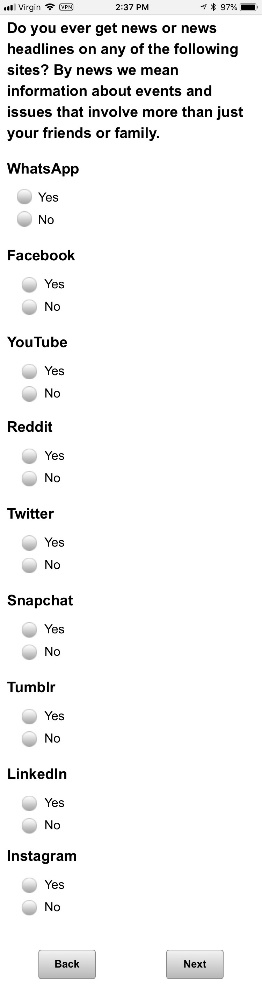 Virgin VPN 2:37 PM 97%
Do you ever get news or news
headlines on any of the following
sites? By news we mean
information about events and
issues that involve more than just
your friends or family.
WhatsApp
Yes
No
Facebook
Yes
No
YouTube
Yes
No
Reddit
Yes
No
Twitter
Yes
No
Snapchat
Yes
No
Tumblr
Yes
No
LinkedIn
Yes
No
Instagram
Yes
No
Back Next